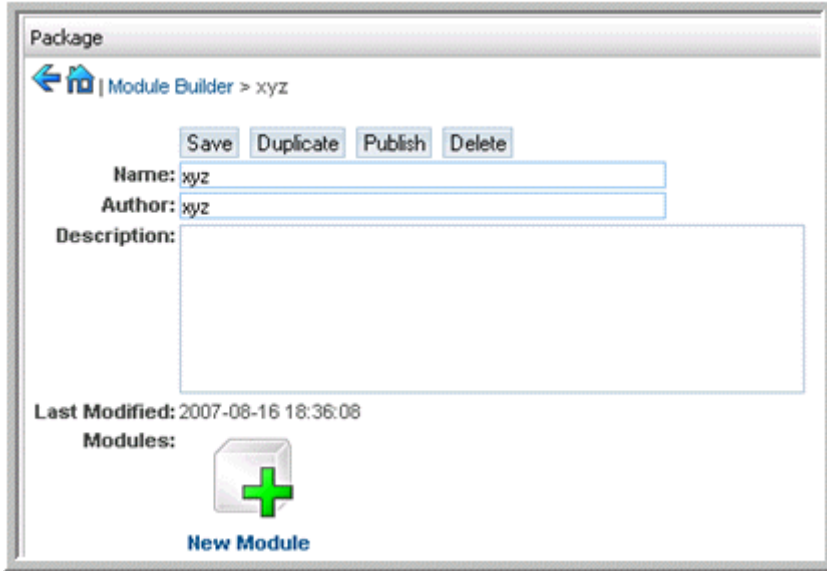 Package
| Module Builder > xyz
Save Duplicate Publish Delete
Name: xyz
Author: xyz
Description:
Last Modified: 2007-08-16 18:36:08
Modules:
New Module